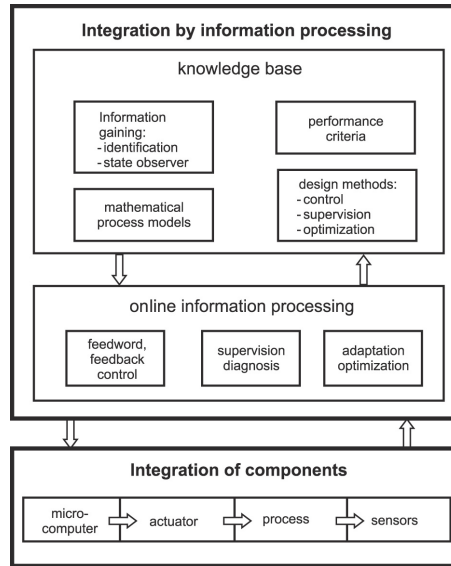 Integration by information processing
knowledge base
Information
gaining:
- identification
- state observer
performance
criteria
mathematical
process models
design methods:
- control
- supervision
- optimization
online information processing
feedword,
feedback
control
supervision
diagnosis
adaptation
optimization
Integration of components
micro-
computer
actuator
process
sensors